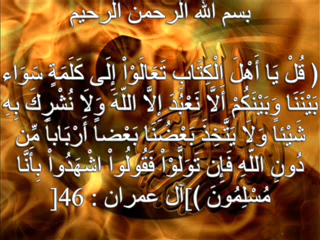 بسم الله الرحمن الرحيم
( قُلْ يَا أَهْلَ الْكِتَابِ تَعَالَوْاْ إِلَى كَلَمَةٍ سَوَاء
بَيْنَنَا وَبَيْنَكُمْ أَلاَّ نَعْبُدَ إِلاَّ اللّهَ وَلاَ نُشْرِكَ بِهِ
شَيْئًا وَلاَ يَتَّخِذَ بَعْضُنَا بَعْضاً أَرْبَاباً مِّن
دُونِ اللّهِ فَإِن تَوَلَّوْاْ فَقُولُواْ اشْهَدُواْ بِأَنَّا
مُسْلِمُونَ )]آل عمران : 46[